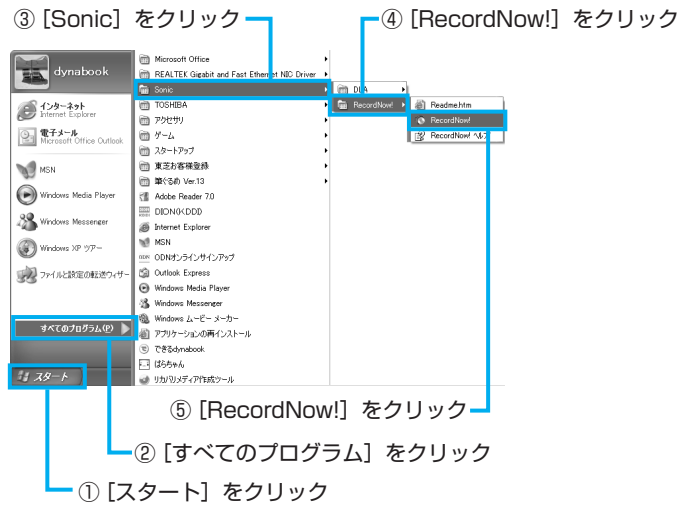 ③ [Sonic] をクリック
④ [RecordNow!] をクリック
dynabook
インターネット
Internet Explorer
電子メール
Microsoft Office Outlook
MSN
Windows Media Player
Windows Messenger
Windows XP ツアー
ファイルと設定の転送ウィザー
すべてのプログラム(P)
スタート
Microsoft Office
REALTEK Gigabit and Fast Ethernet NIC Driver
Sonic
TOSHIBA
アクセサリ
ゲーム
スタートアップ
東芝お客様登録
筆ぐるめ Ver.13
Adobe Reader 7.0
DION(KDDI)
Internet Explorer
MSN
ODNオンラインサインアップ
Outlook Express
Windows Media Player
Windows Messenger
Windows ムービー メーカー
アプリケーションの再インストール
できるdynabook
ぱらちゃん
リカバリメディア作成ツール
DLA
RecordNow!
Readme.htm
RecordNow!
RecordNow! ヘルプ
⑤ [RecordNow!] をクリック
② [すべてのプログラム] をクリック
① [スタート] をクリック